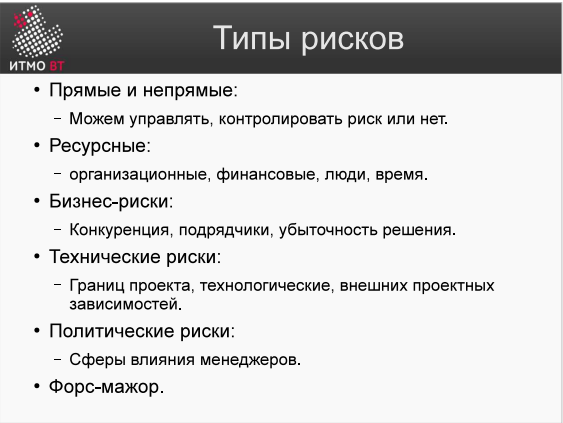 Типы рисков
ИТМО ВТ
• Прямые и непрямые:
– Можем управлять, контролировать риск или нет.
• Ресурсные:
– организационные, финансовые, люди, время.
• Бизнес-риски:
– Конкуренция, подрядчики, убыточность решения.
• Технические риски:
– Границ проекта, технологические, внешних проектных
зависимостей.
• Политические риски:
– Сферы влияния менеджеров.
• Форс-мажор.